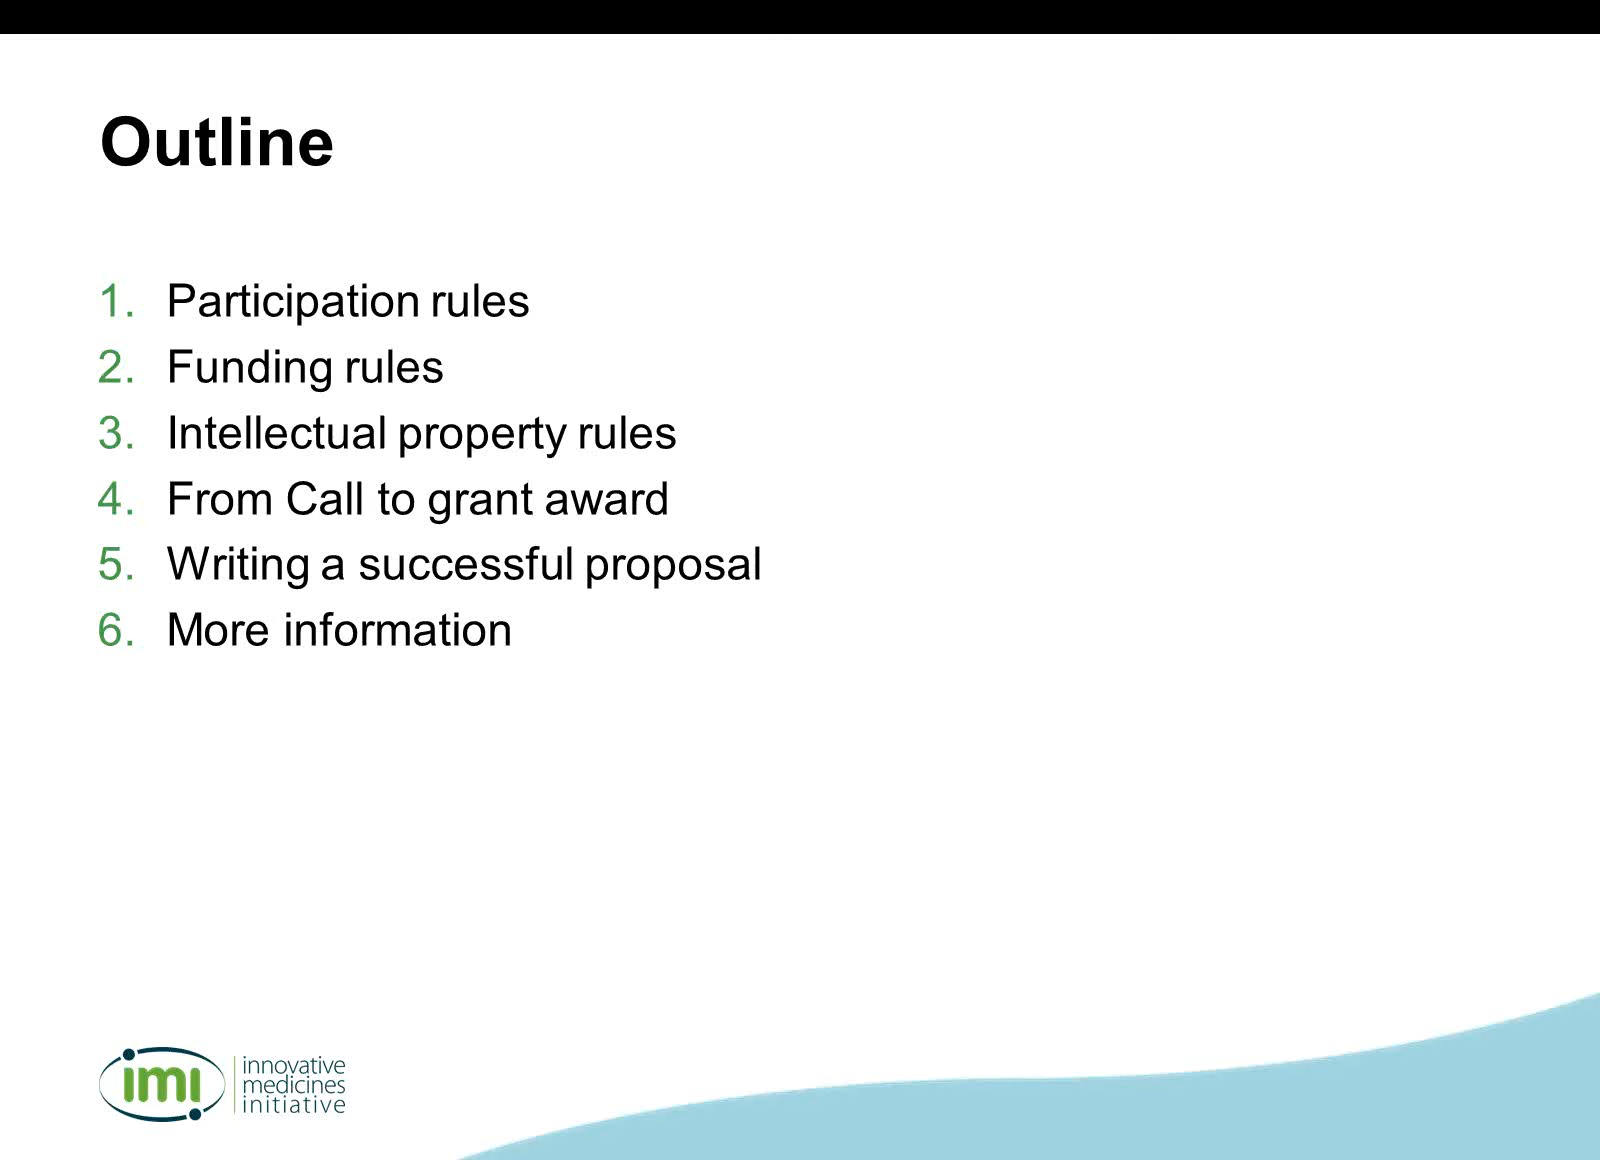 Outline
1. Participation rules
2. Funding rules
3. Intellectual property rules
4. From Call to grant award
5. Writing a successful proposal
6. More information
imi
innovative
medicines
initiative